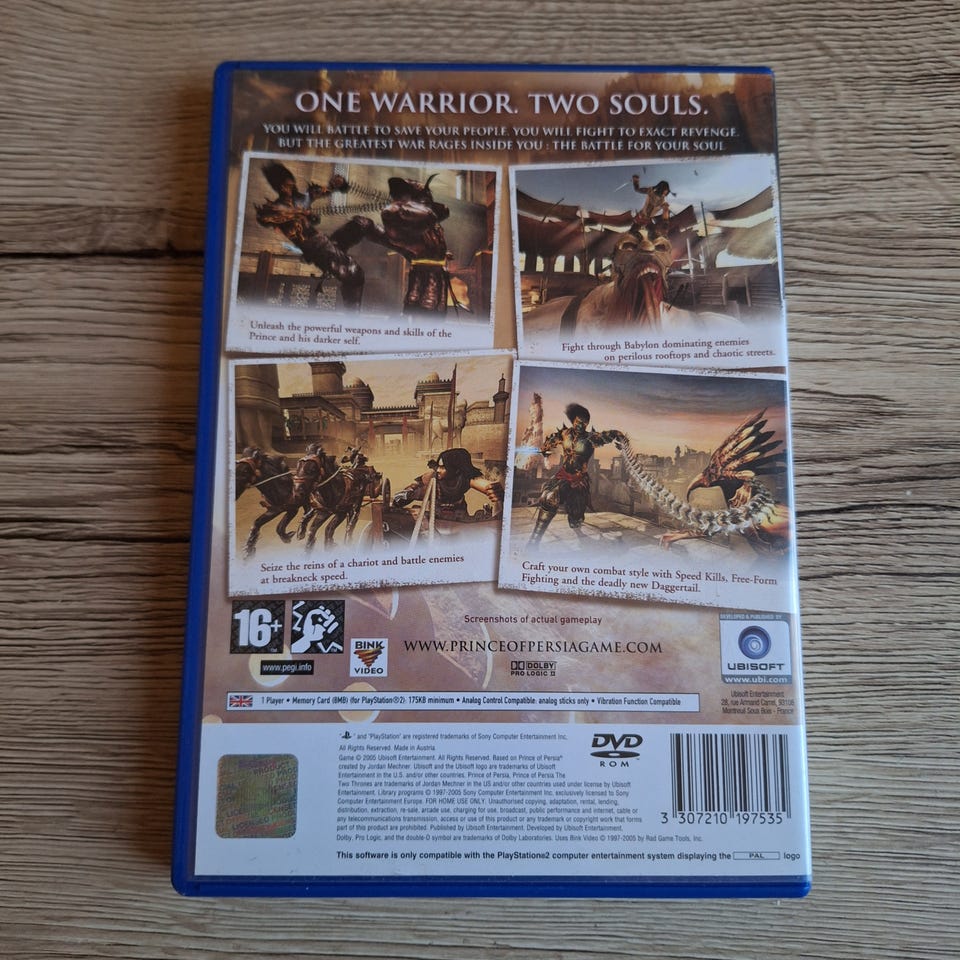 ONE WARRIOR. TWO SOULS.
YOU WILL BATTLE TO SAVE YOUR PEOPLE. YOU WILL FIGHT TO EXACT REVENGE.
BUT THE GREATEST WAR RAGES INSIDE YOU : THE BATTLE FOR YOUR SOUL
Unleash the powerful weapons and skills of the
Prince and his darker self.
Fight through Babylon dominating enemies
on perilous rooftops and chaotic streets.
Seize the reins of a chariot and battle enemies
at breakneck speed.
Craft your own combat style with Speed Kills, Free-Form
Fighting and the deadly new Daggertail.
16+
www.pegi.info
BINK
VIDEO
Screenshots of actual gameplay
WWW.PRINCEOFPERSIAGAME.COM
DOLBY
PRO LOGIC II
DEVELOPED & PUBLISHED BY
UBISOFT
www.ubi.com
Ubisoft Entertainment
28, rue Armand Carrel, 93108
Montreuil Sous Bois - France
1 Player • Memory Card (8MB) (for PlayStation®2): 175KB minimum • Analog Control Compatible: analog sticks only • Vibration Function Compatible
" and "PlayStation" are registered trademarks of Sony Computer Entertainment Inc.
All Rights Reserved. Made in Austria.
Game © 2005 Ubisoft Entertainment. All Rights Reserved. Based on Prince of Persia®
created by Jordan Mechner. Ubisoft and the Ubisoft logo are trademarks of Ubisoft
Entertainment in the U.S. and/or other countries. Prince of Persia, Prince of Persia The
Two Thrones are trademarks of Jordan Mechner in the US and/or other countries used under license by Ubisoft
Entertainment. Library programs © 1997-2005 Sony Computer Entertainment Inc. exclusively licensed to Sony
Computer Entertainment Europe. FOR HOME USE ONLY. Unauthorised copying, adaptation, rental, lending,
distribution, extraction, re-sale, arcade use, charging for use, broadcast, public performance and internet, cable or
any telecommunications transmission, access or use of this product or any trademark or copyright work that forms
part of this product are prohibited. Published by Ubisoft Entertainment. Developed by Ubisoft Entertainment.
Dolby, Pro Logic, and the double-D symbol are trademarks of Dolby Laboratories. Uses Bink Video © 1997-2005 by Rad Game Tools, Inc.
DVD
ROM
3 307210 197535
This software is only compatible with the PlayStation®2 computer entertainment system displaying the PAL logo